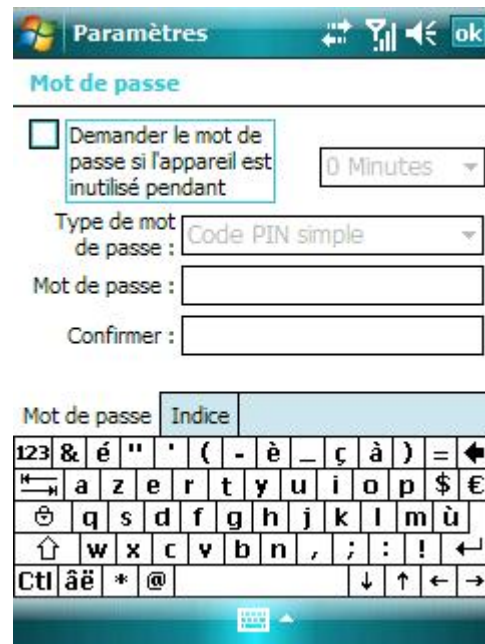 Paramètres
ok
Mot de passe
Demander le mot de
passe si l'appareil est
inutilisé pendant
0 Minutes
Type de mot
de passe :
Code PIN simple
Mot de passe :
Confirmer :
Mot de passe Indice
123 & é " ' ( - è _ ç à ) =
a z e r t y u i o p $ €
q s d f g h j k l m ù
w x c v b n , ; : !
Ctl âë * @